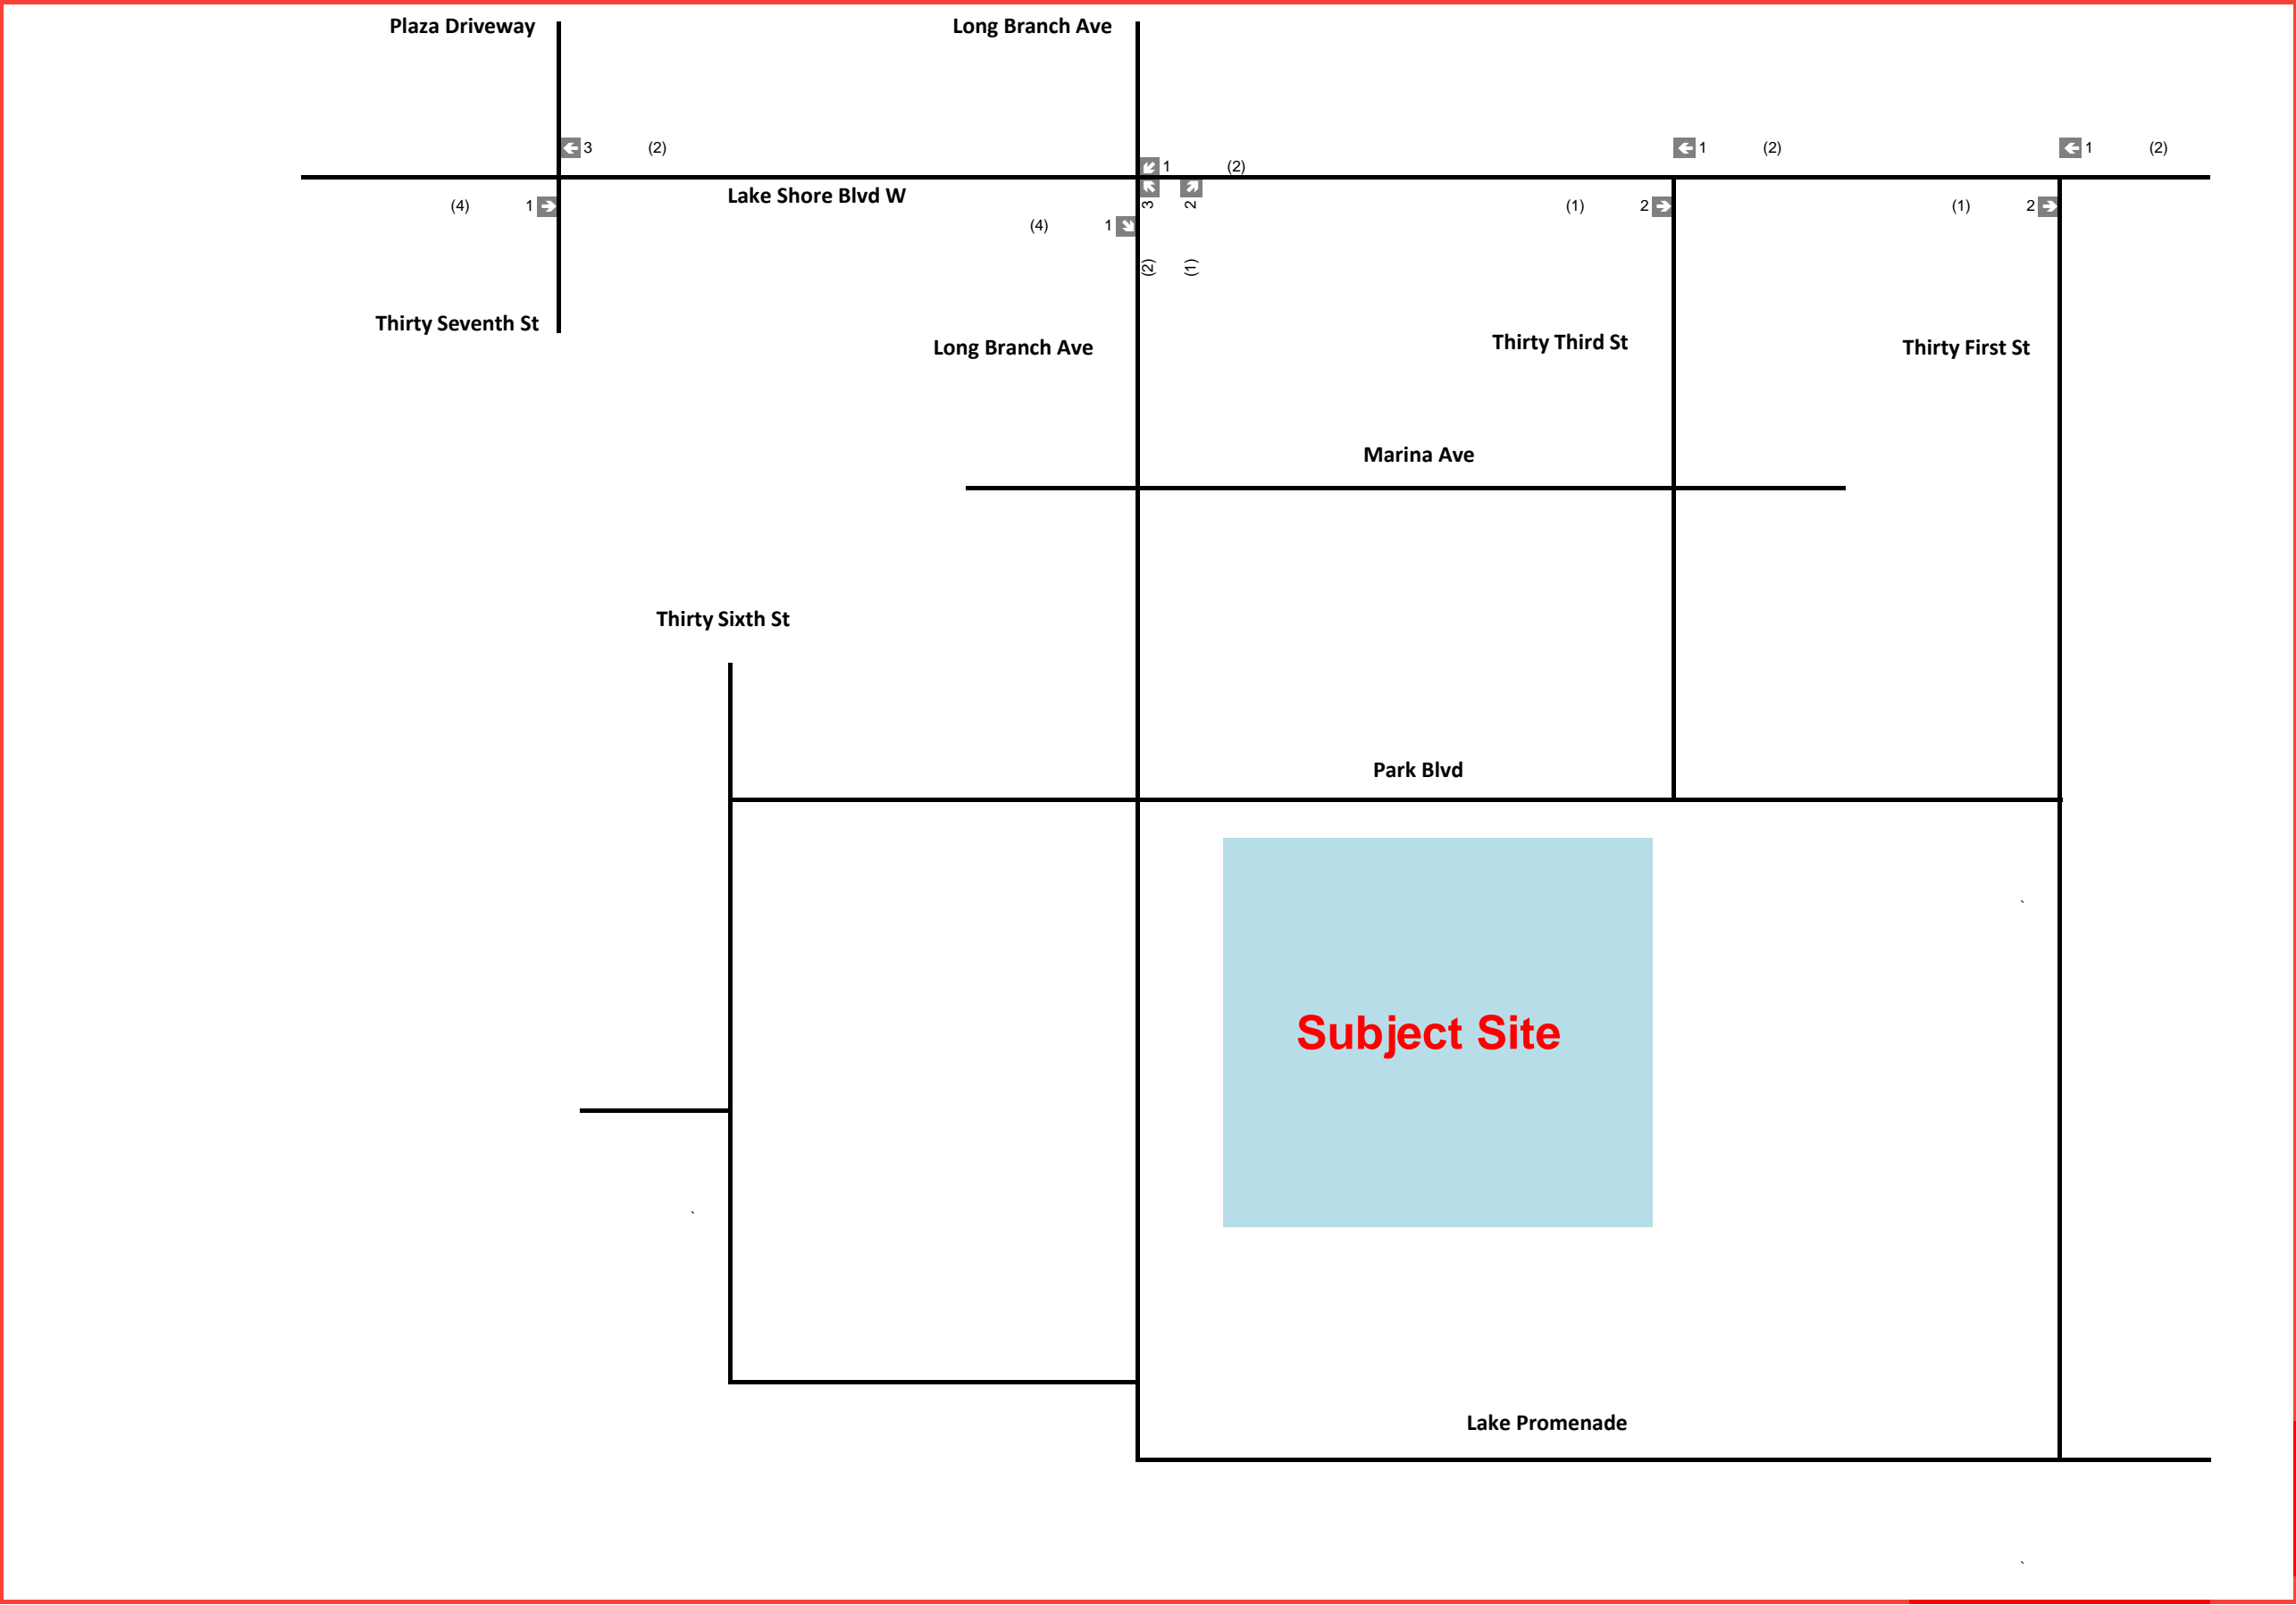 Plaza Driveway
Long Branch Ave
3 (2)
1 (2)
1 (2)
1 (2)
Lake Shore Blvd W
(4) 1
(4) 1
3 2
(2) (1)
(1) 2
(1) 2
Thirty Seventh St
Long Branch Ave
Thirty Third St
Thirty First St
Marina Ave
Thirty Sixth St
Park Blvd
`
Subject Site
`
Lake Promenade
`